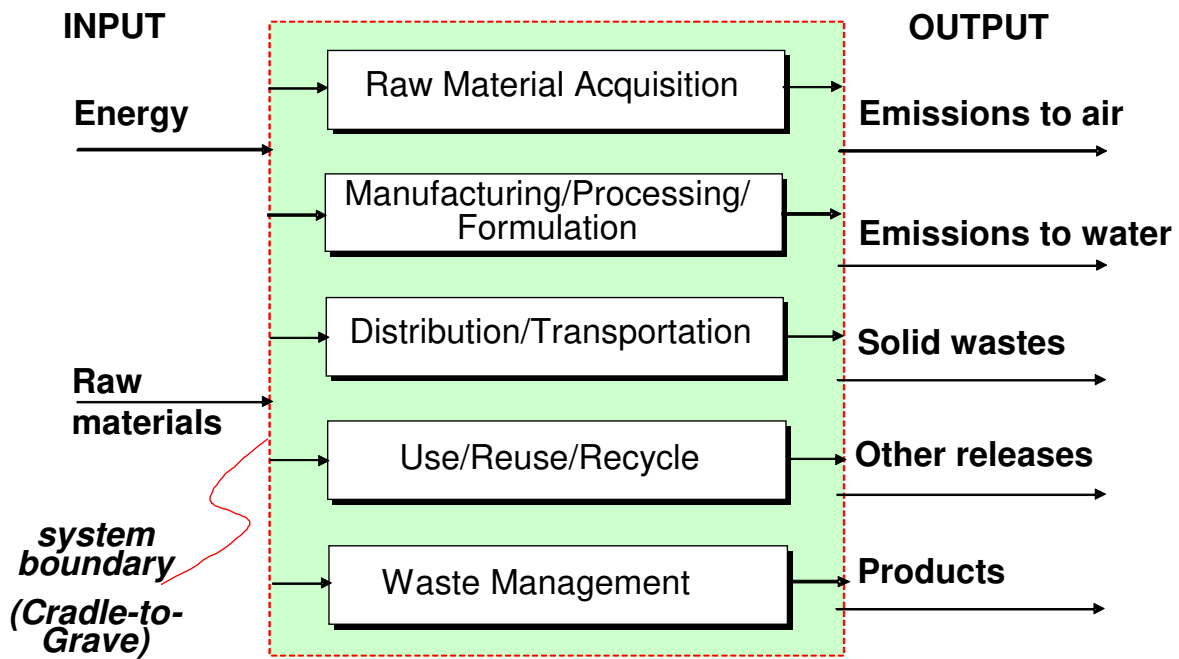 INPUT
OUTPUT
Raw Material Acquisition
Energy
Emissions to air
Manufacturing/Processing/
Formulation
Emissions to water
Distribution/Transportation
Solid wastes
Raw
materials
Use/Reuse/Recycle
Other releases
system
boundary
(Cradle-to-
Grave)
Waste Management
Products